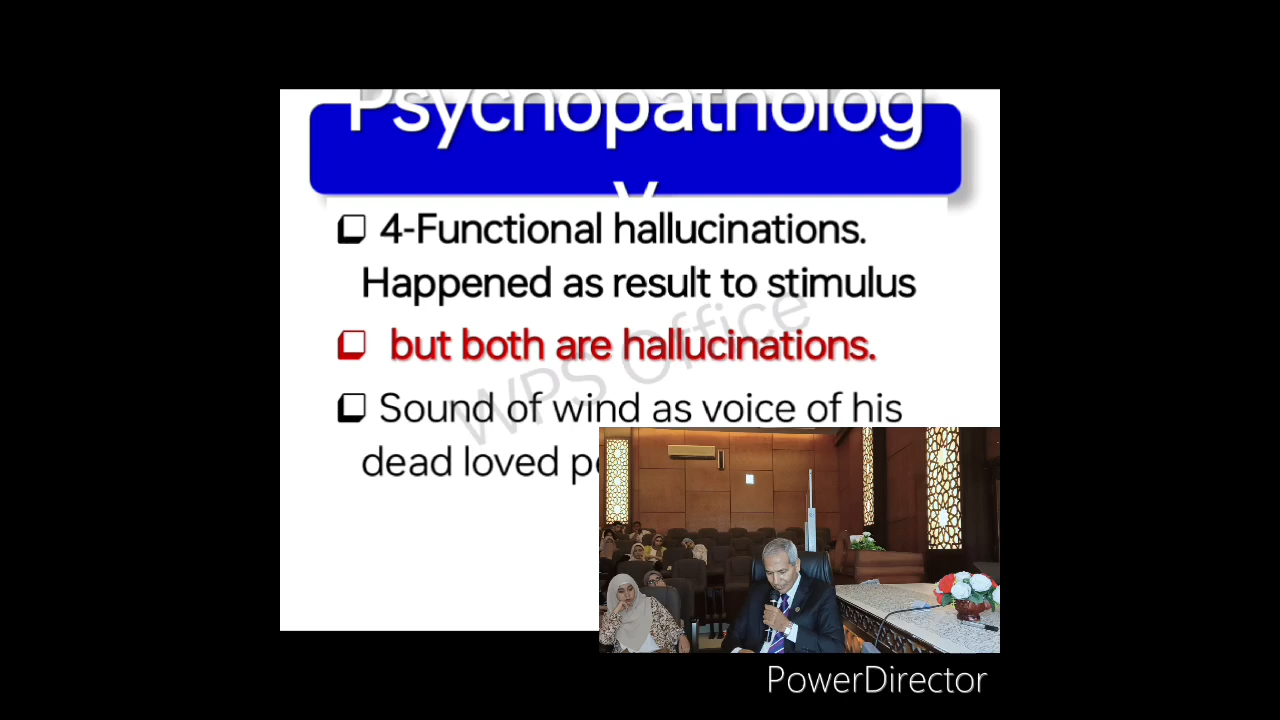 Psychopatholog
y
❑ 4-Functional hallucinations.
Happened as result to stimulus
❑ but both are hallucinations.
❑ Sound of wind as voice of his
dead loved
WPS Office
PowerDirector